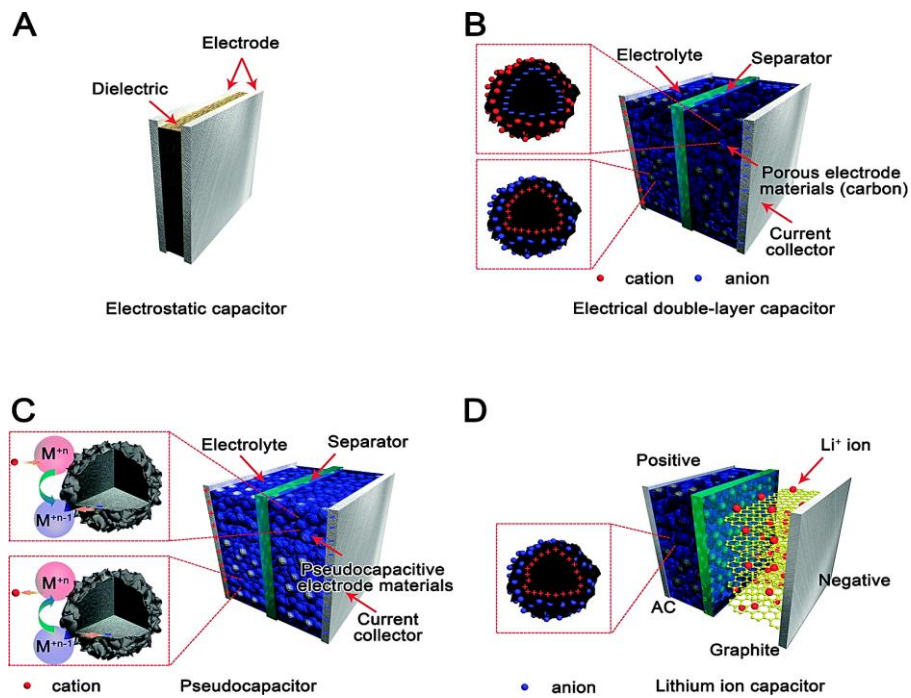 A
Electrode
Dielectric
Electrostatic capacitor
B
Electrolyte
Separator
Porous electrode
materials (carbon)
Current
collector
cation
anion
Electrical double-layer capacitor
C
M+n
M+n-1
M+n
M+n-1
Electrolyte
Separator
Pseudocapacitive
electrode materials
Current
collector
cation
Pseudocapacitor
D
Li+ ion
Positive
Negative
AC
Graphite
anion
Lithium ion capacitor